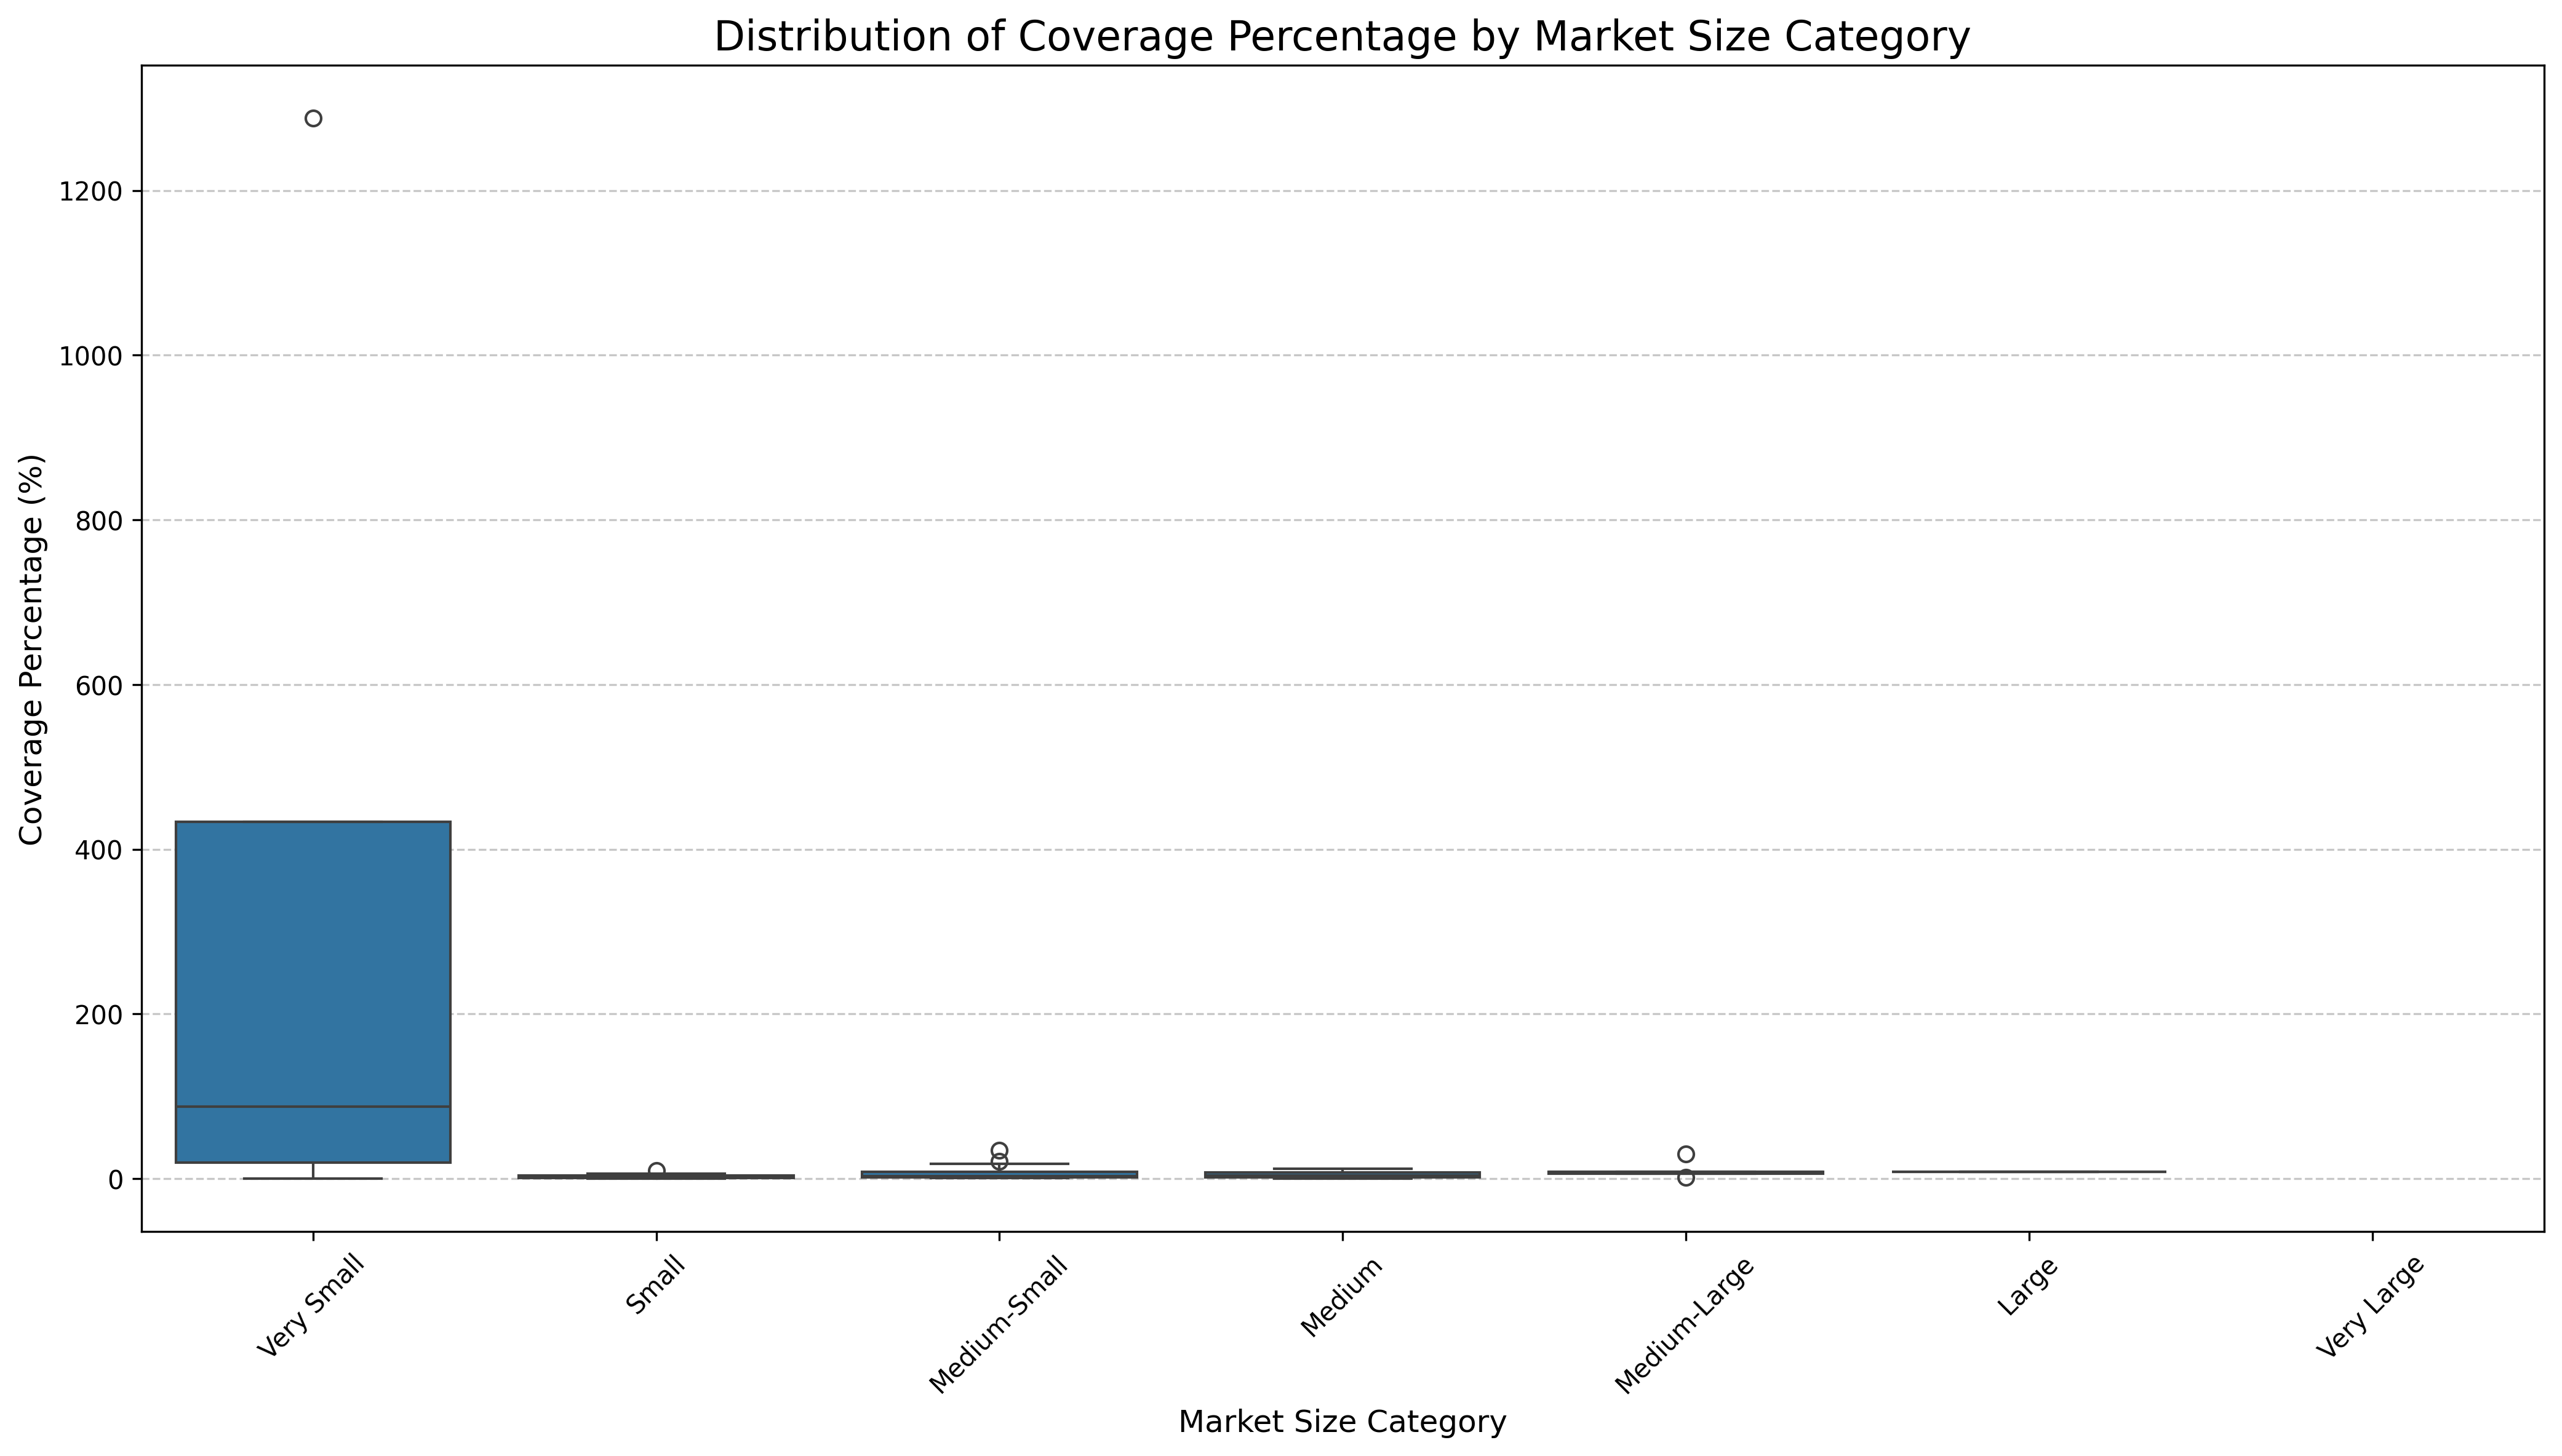 Distribution of Coverage Percentage by Market Size Category
Coverage Percentage (%)
1200
1000
800
600
400
200
0
Very Small
Small
Medium-Small
Medium
Medium-Large
Large
Very Large
Market Size Category